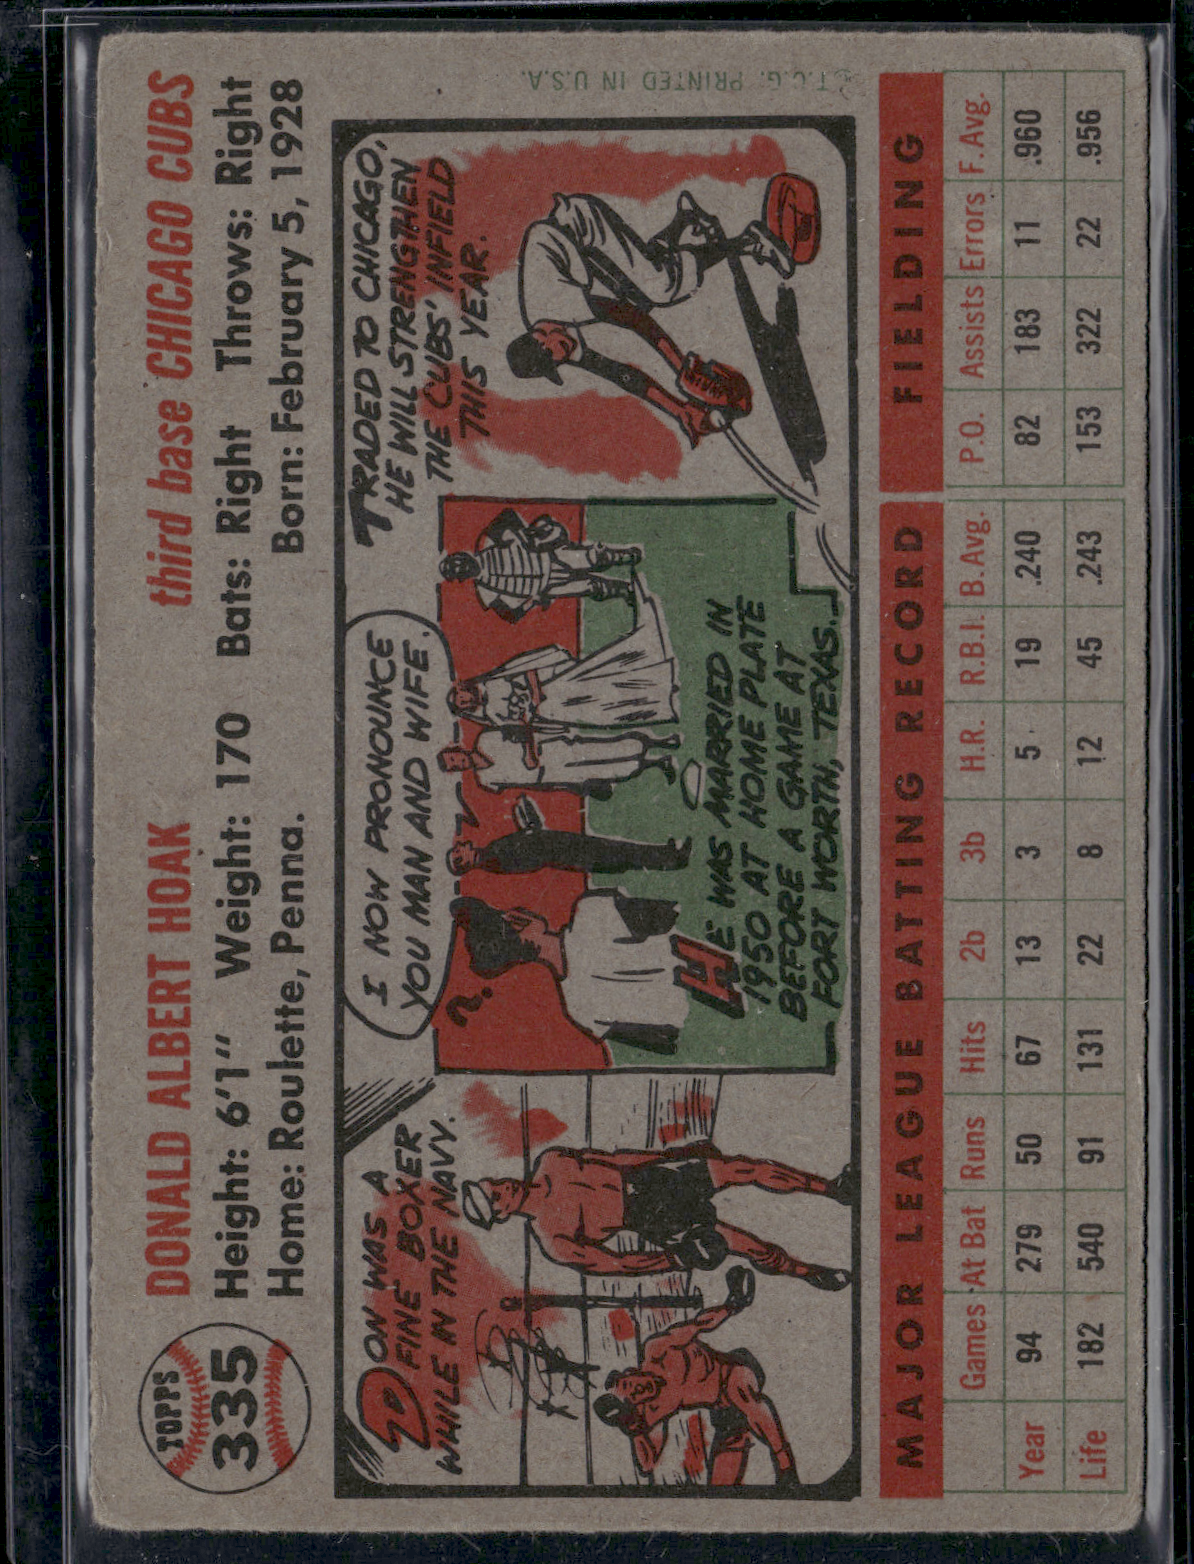 TOPPS
335
DONALD ALBERT HOAK third base CHICAGO CUBS
Height: 6'1" Weight: 170 Bats: Right Throws: Right
Home: Roulette, Penna. Born: February 5, 1928
DON WAS A
FINE BOXER
WHILE IN THE NAVY.
I NOW PRONOUNCE
YOU MAN AND WIFE.
?
HE WAS MARRIED IN
1950 AT HOME PLATE
BEFORE A GAME AT
FORT WORTH, TEXAS.
TRADED TO CHICAGO,
HE WILL STRENGTHEN
THE CUBS' INFIELD
THIS YEAR.
MAJOR LEAGUE BATTING RECORD FIELDING
Games At Bat Runs Hits 2b 3b H.R. R.B.I. B.Avg. P.O. Assists Errors F.Avg.
Year 94 279 50 67 13 3 5 19 .240 82 183 11 .960
Life 182 540 91 131 22 8 12 45 .243 153 322 22 .956
©T.C.G. PRINTED IN U.S.A.